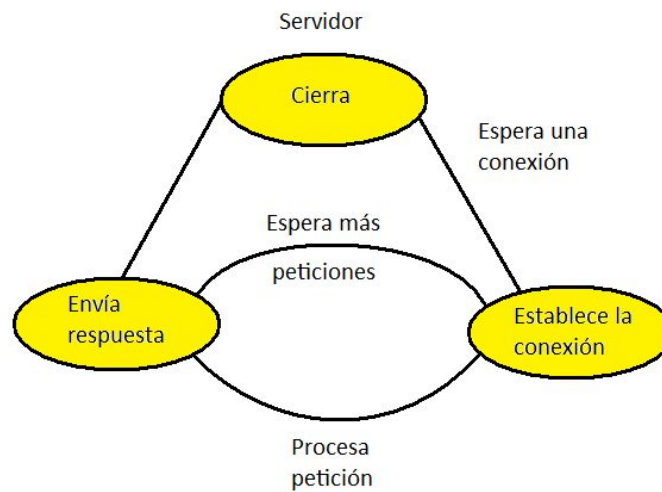 Servidor
Cierra
Espera una
conexión
Espera más
peticiones
Envía
respuesta
Establece la
conexión
Procesa
petición